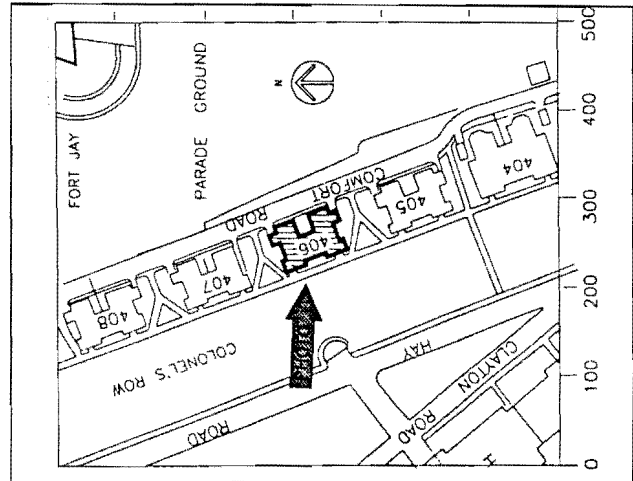 FORT JAY
PARADE GROUND
N
COMFORT
ROAD
404
405
406
407
408
COLONEL'S ROW
HAY
ROAD
CLAYTON
ROAD
H
0
100
200
300
400
500